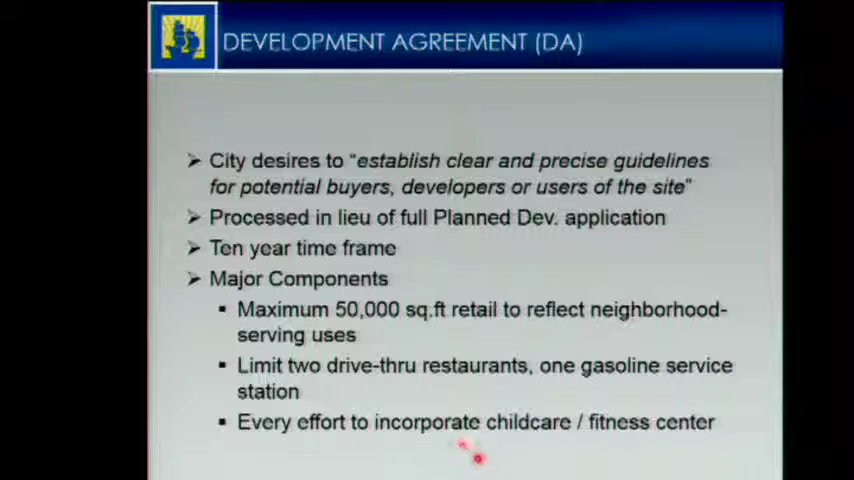 DEVELOPMENT AGREEMENT (DA)
➢ City desires to “establish clear and precise guidelines
for potential buyers, developers or users of the site”
➢ Processed in lieu of full Planned Dev. application
➢ Ten year time frame
➢ Major Components
▪ Maximum 50,000 sq.ft retail to reflect neighborhood-
serving uses
▪ Limit two drive-thru restaurants, one gasoline service
station
▪ Every effort to incorporate childcare / fitness center